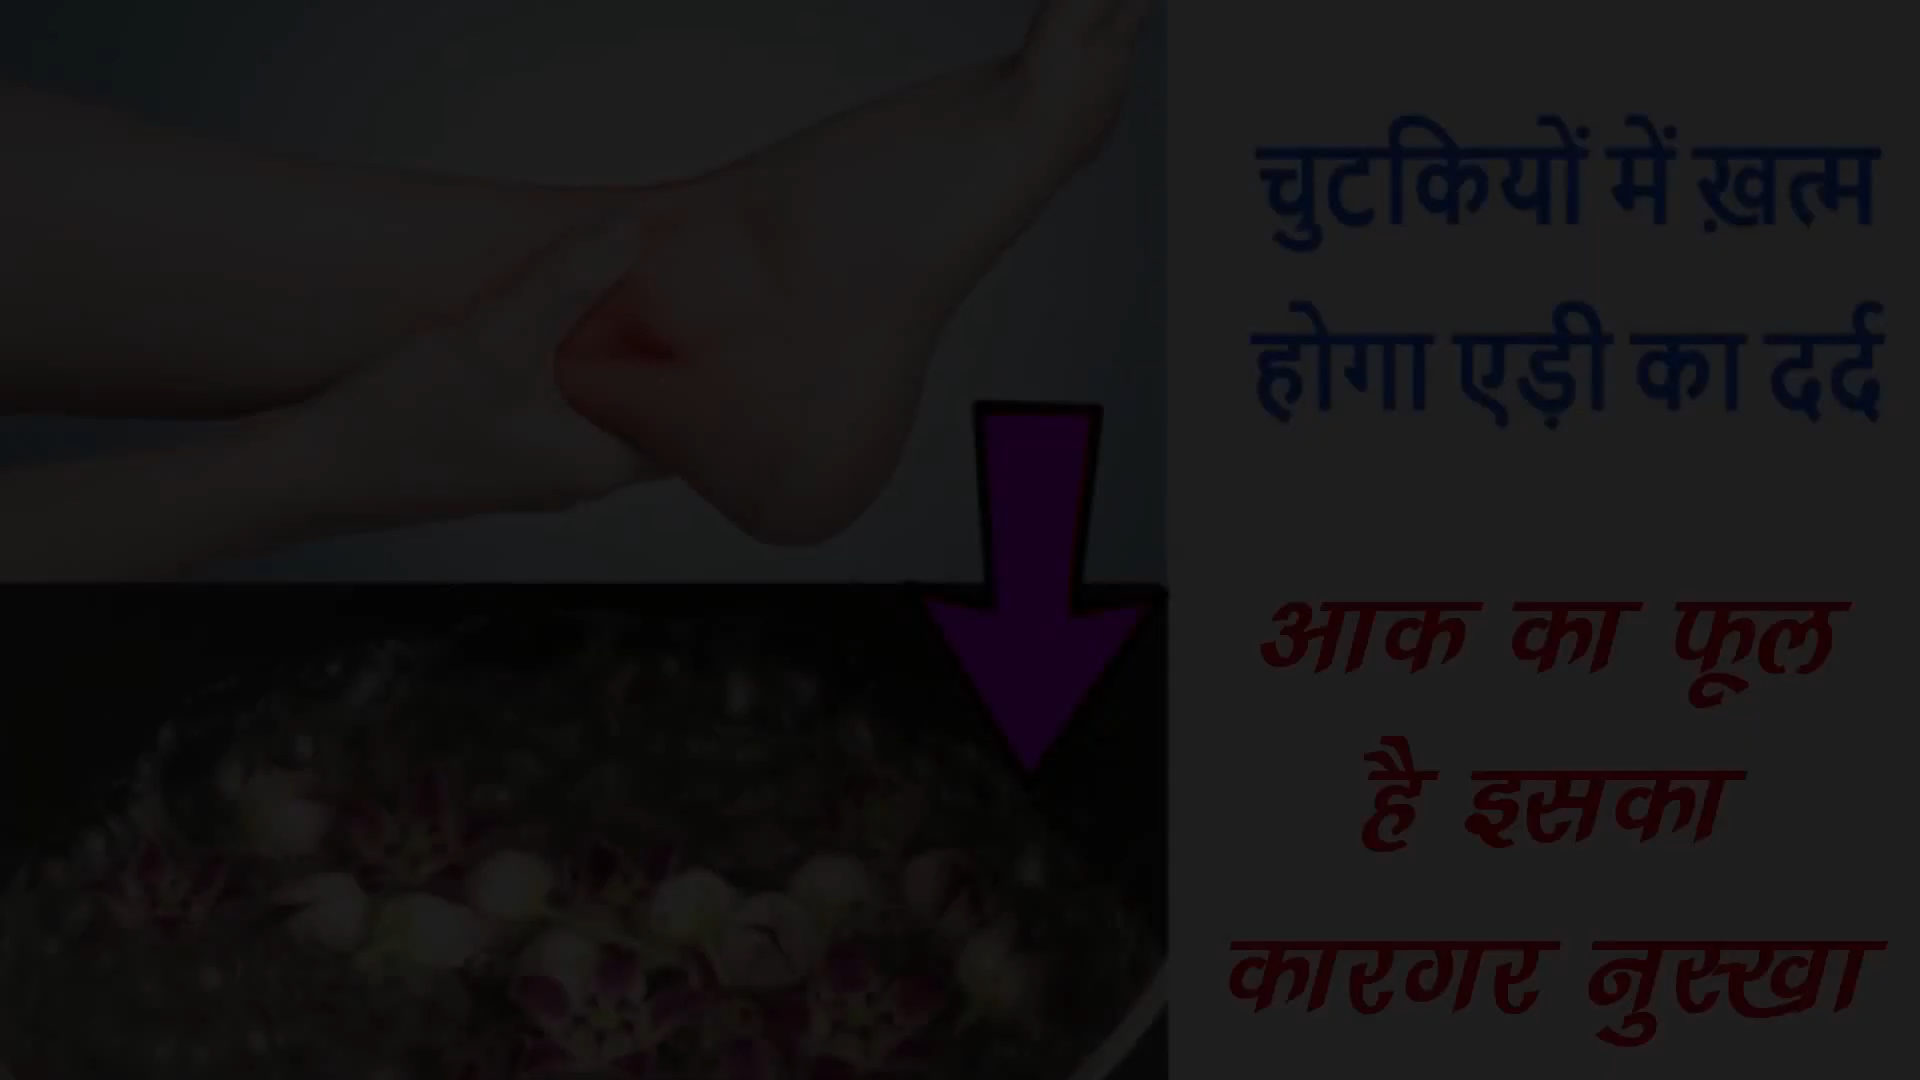 चुटकियों में ख़त्म
होगा एड़ी का दर्द
आक का फूल
है इसका
कारगर नुस्खा